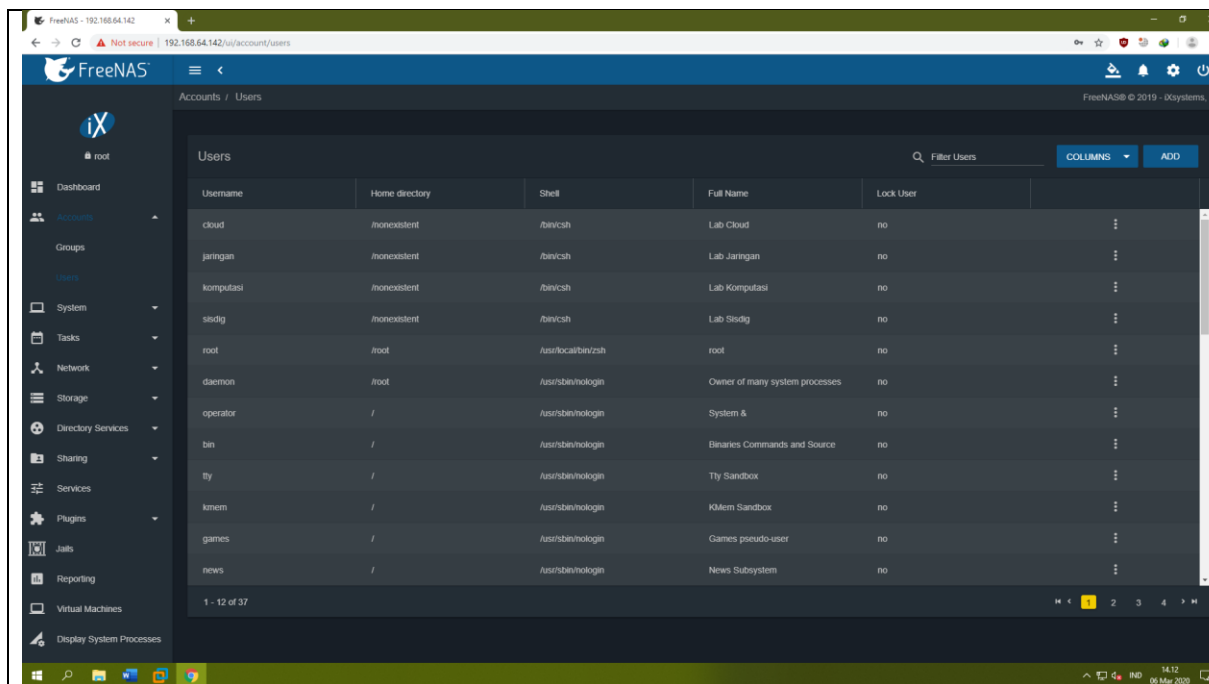 FreeNAS - 192.168.64.142
Not secure | 192.168.64.142/ui/account/users
FreeNAS
Accounts / Users
FreeNAS® © 2019 - iXsystems,
iX
root
Dashboard
Accounts
Groups
Users
System
Tasks
Network
Storage
Directory Services
Sharing
Services
Plugins
Jails
Reporting
Virtual Machines
Display System Processes
Users
Filter Users
COLUMNS
ADD
Username Home directory Shell Full Name Lock User
cloud /nonexistent /bin/csh Lab Cloud no
jaringan /nonexistent /bin/csh Lab Jaringan no
komputasi /nonexistent /bin/csh Lab Komputasi no
sisdig /nonexistent /bin/csh Lab Sisdig no
root /root /usr/local/bin/zsh root no
daemon /root /usr/sbin/nologin Owner of many system processes no
operator / /usr/sbin/nologin System & no
bin / /usr/sbin/nologin Binaries Commands and Source no
tty / /usr/sbin/nologin Tty Sandbox no
kmem / /usr/sbin/nologin KMem Sandbox no
games / /usr/sbin/nologin Games pseudo-user no
news / /usr/sbin/nologin News Subsystem no
1 - 12 of 37
1 2 3 4
IND
14.12
06 Mar 2020